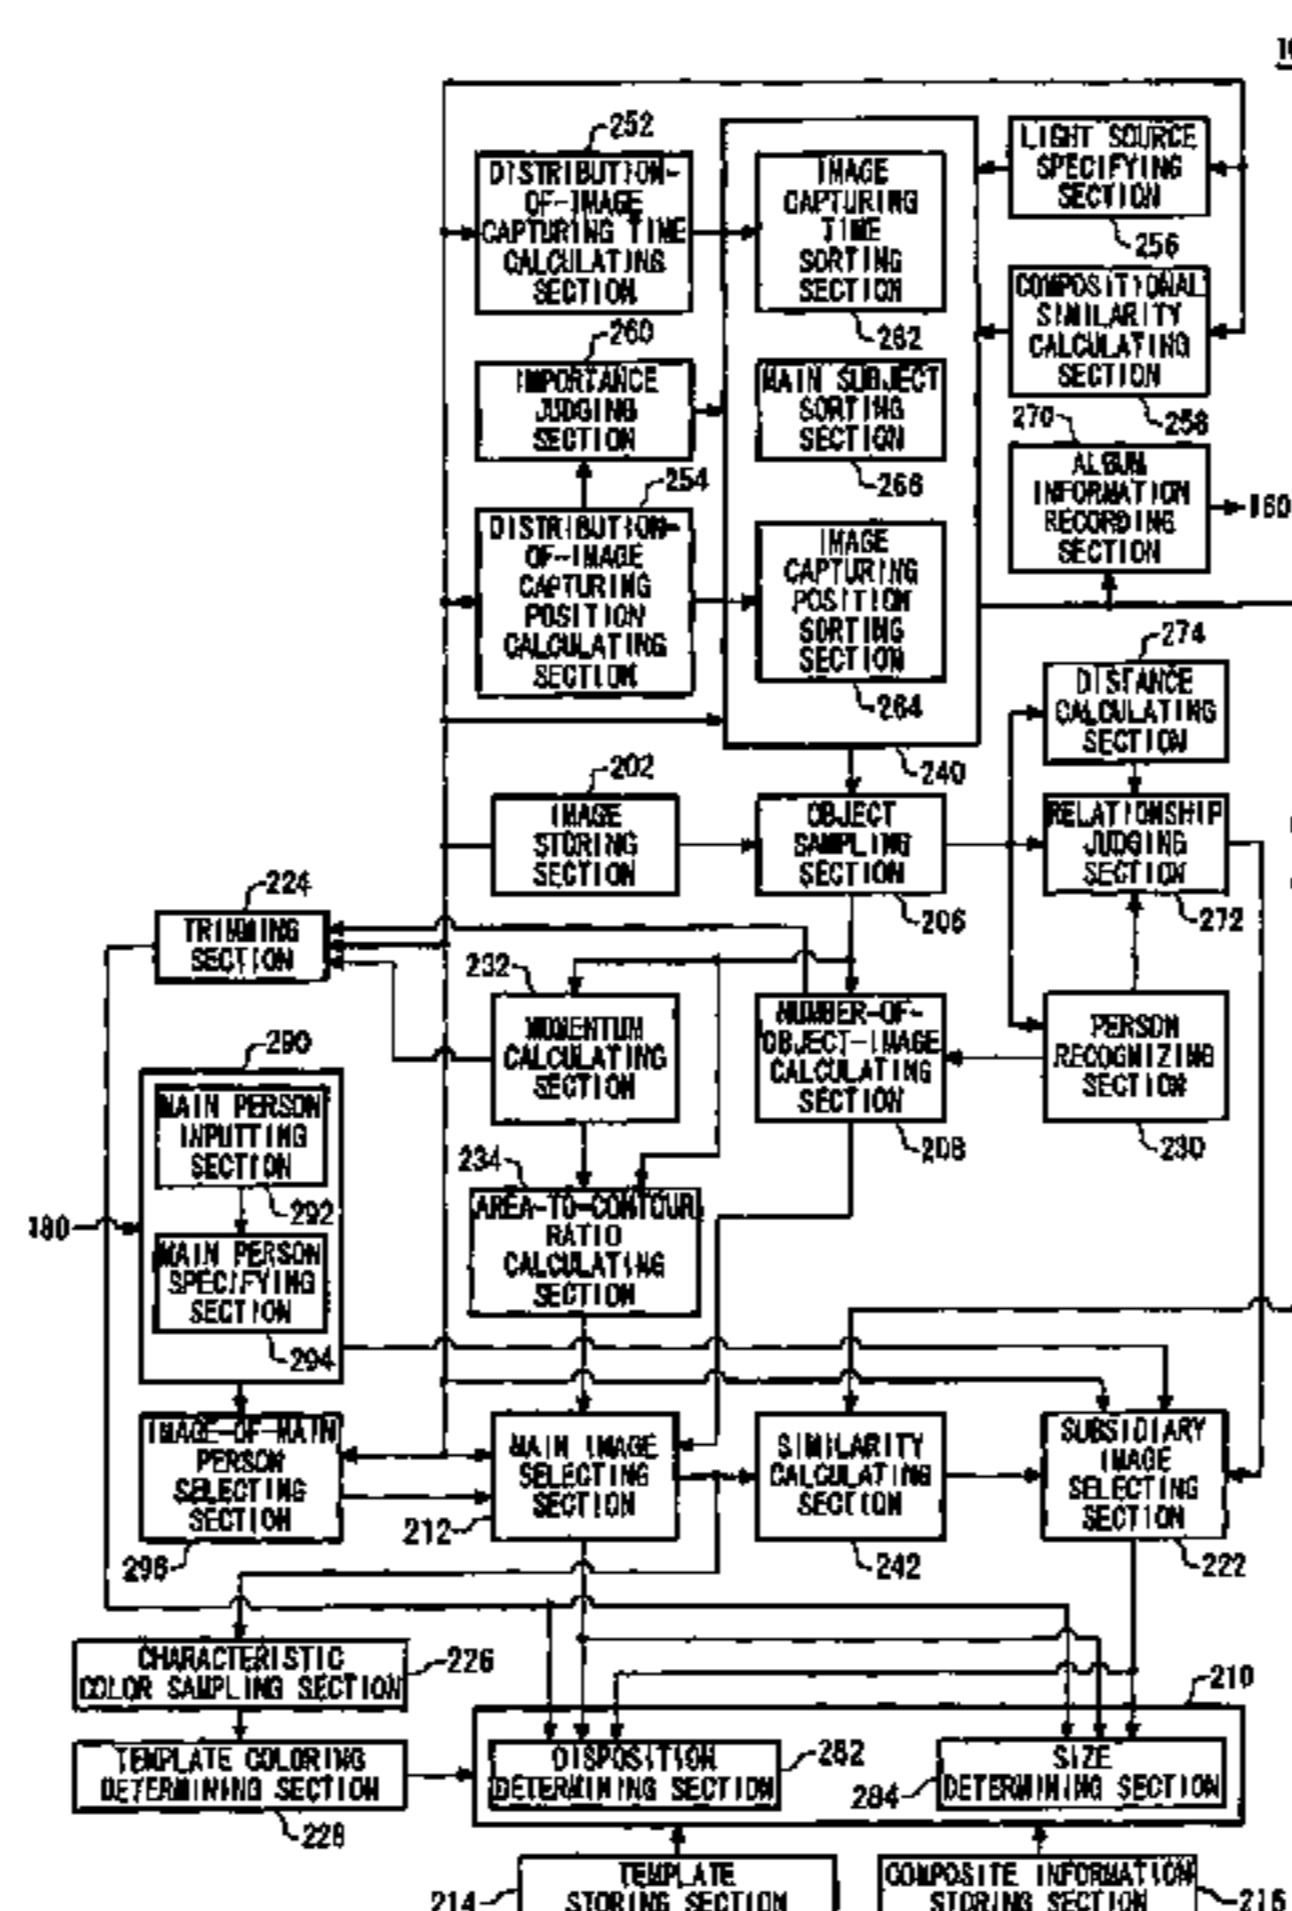 252
DISTRIBUTION-
OF-IMAGE
CAPTURING TIME
CALCULATING
SECTION
IMAGE
CAPTURING
TIME
SORTING
SECTION
262
LIGHT SOURCE
SPECIFYING
SECTION
256
COMPOSITIONAL
SIMILARITY
CALCULATING
SECTION
258
260
IMPORTANCE
JUDGING
SECTION
MAIN SUBJECT
SORTING
SECTION
266
270
ALBUM
INFORMATION
RECORDING
SECTION
160
254
DISTRIBUTION-
OF-IMAGE
CAPTURING
POSITION
CALCULATING
SECTION
IMAGE
CAPTURING
POSITION
SORTING
SECTION
264
240
274
DISTANCE
CALCULATING
SECTION
202
IMAGE
STORING
SECTION
OBJECT
SAMPLING
SECTION
206
RELATIONSHIP
JUDGING
SECTION
272
224
TRIMMING
SECTION
232
MOMENTUM
CALCULATING
SECTION
NUMBER-OF-
OBJECT-IMAGE
CALCULATING
SECTION
208
PERSON
RECOGNIZING
SECTION
230
290
MAIN PERSON
INPUTTING
SECTION
292
180
MAIN PERSON
SPECIFYING
SECTION
294
234
AREA-TO-CONTOUR
RATIO
CALCULATING
SECTION
IMAGE-OF-MAIN
PERSON
SELECTING
SECTION
296
MAIN IMAGE
SELECTING
SECTION
212
SIMILARITY
CALCULATING
SECTION
242
SUBSIDIARY
IMAGE
SELECTING
SECTION
222
CHARACTERISTIC
COLOR SAMPLING SECTION
226
TEMPLATE COLORING
DETERMINING SECTION
228
210
DISPOSITION
DETERMINING SECTION
282
SIZE
DETERMINING SECTION
284
TEMPLATE
STORING SECTION
214
COMPOSITE INFORMATION
STORING SECTION
216